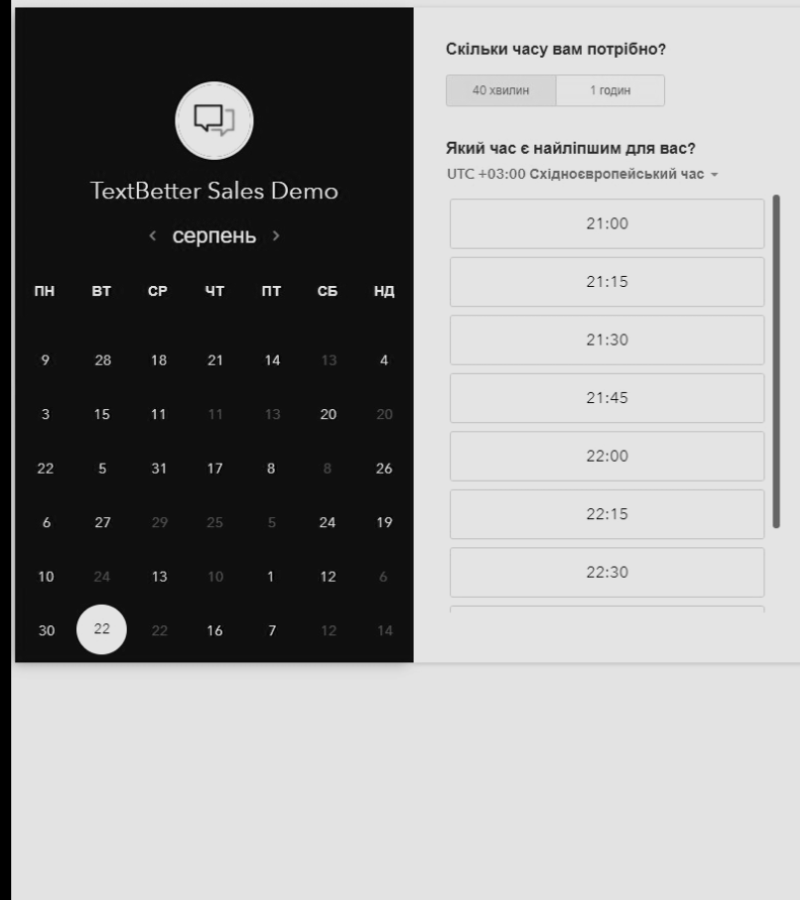 TextBetter Sales Demo
‹ серпень ›
ПН ВТ СР ЧТ ПТ СБ НД
9 28 18 21 14 13 4
3 15 11 11 13 20 20
22 5 31 17 8 8 26
6 27 29 25 5 24 19
10 24 13 10 1 12 6
30 22 22 16 7 12 14
Скільки часу вам потрібно?
40 хвилин 1 годин
Який час є найліпшим для вас?
UTC +03:00 Східноєвропейський час
21:00
21:15
21:30
21:45
22:00
22:15
22:30